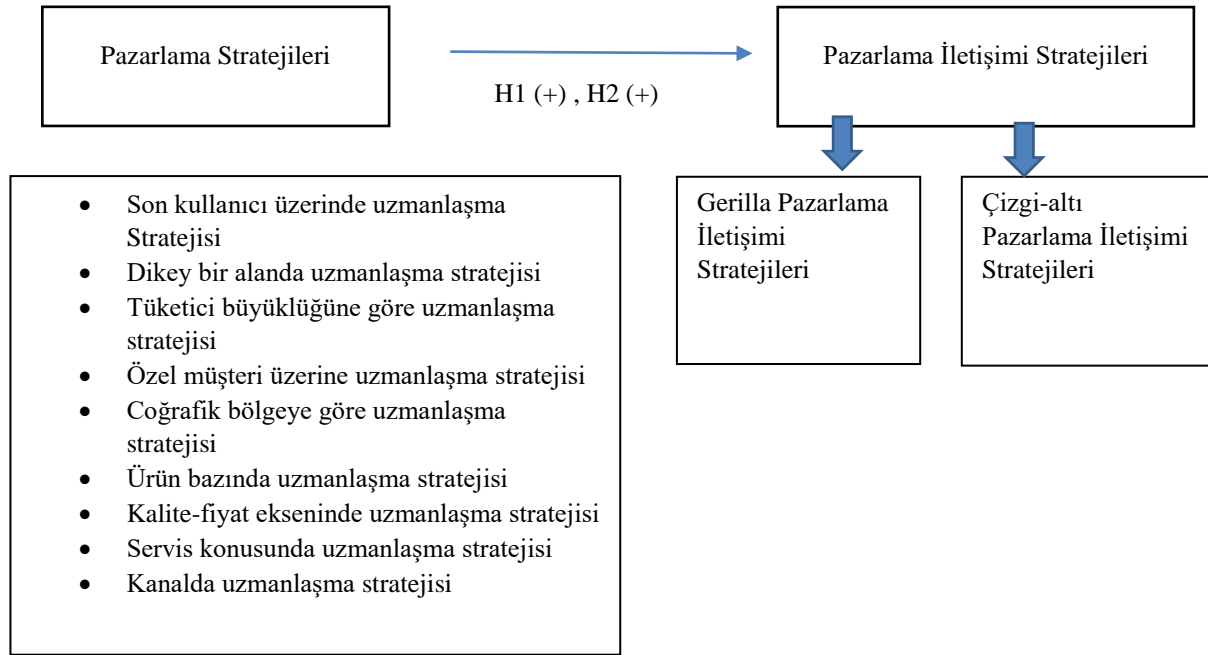 Pazarlama Stratejileri
Pazarlama İletişimi Stratejileri
H1 (+) , H2 (+)
• Son kullanıcı üzerinde uzmanlaşma
Stratejisi
• Dikey bir alanda uzmanlaşma stratejisi
• Tüketici büyüklüğüne göre uzmanlaşma
stratejisi
• Özel müşteri üzerine uzmanlaşma stratejisi
• Coğrafik bölgeye göre uzmanlaşma
stratejisi
• Ürün bazında uzmanlaşma stratejisi
• Kalite-fiyat ekseninde uzmanlaşma stratejisi
• Servis konusunda uzmanlaşma stratejisi
• Kanalda uzmanlaşma stratejisi
Gerilla Pazarlama
İletişimi
Stratejileri
Çizgi-altı
Pazarlama İletişimi
Stratejileri